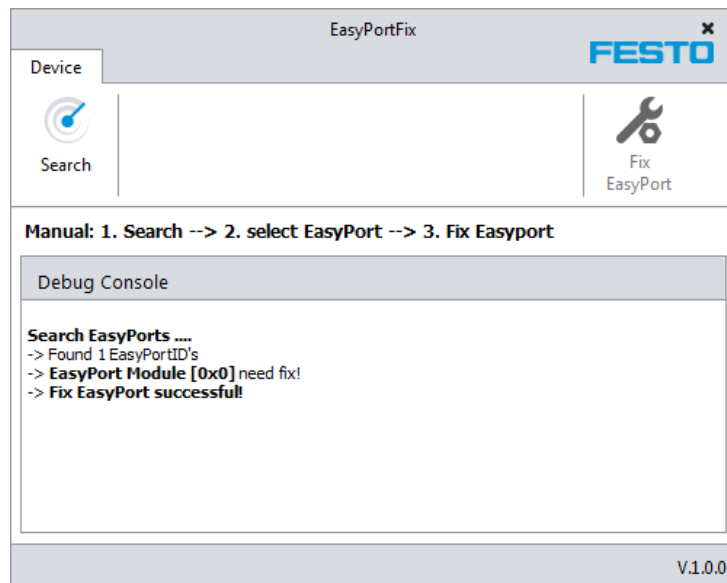 EasyPortFix
FESTO
Device
Search
Fix
EasyPort
Manual: 1. Search --> 2. select EasyPort --> 3. Fix Easyport
Debug Console
Search EasyPorts ....
-> Found 1 EasyPortID's
-> EasyPort Module [0x0] need fix!
-> Fix EasyPort successful!
V.1.0.0